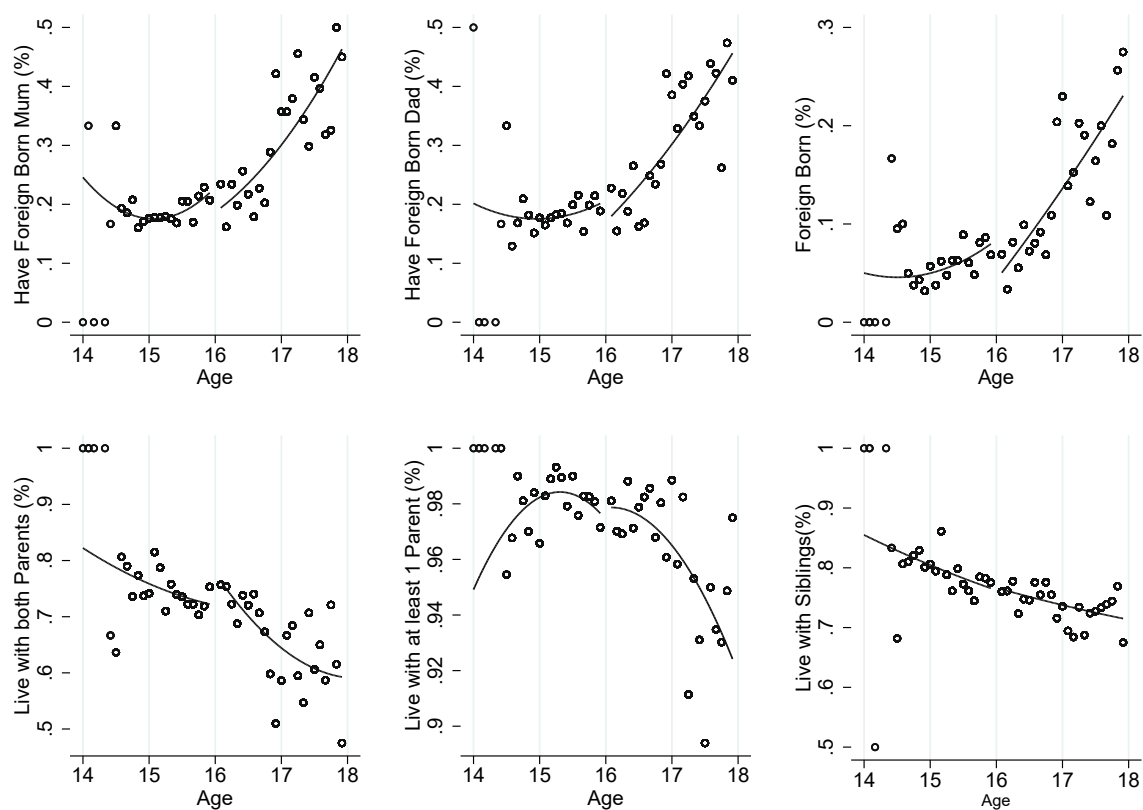 Have Foreign Born Mum (%)
.5
.4
.3
.2
.1
0
14 15 16 17 18
Age
Have Foreign Born Dad (%)
.5
.4
.3
.2
.1
0
14 15 16 17 18
Age
Foreign Born (%)
.3
.2
.1
0
14 15 16 17 18
Age
Live with both Parents (%)
1
.9
.8
.7
.6
.5
14 15 16 17 18
Age
Live with at least 1 Parent (%)
1
.98
.96
.94
.92
.9
14 15 16 17 18
Age
Live with Siblings(%)
1
.9
.8
.7
.6
.5
14 15 16 17 18
Age